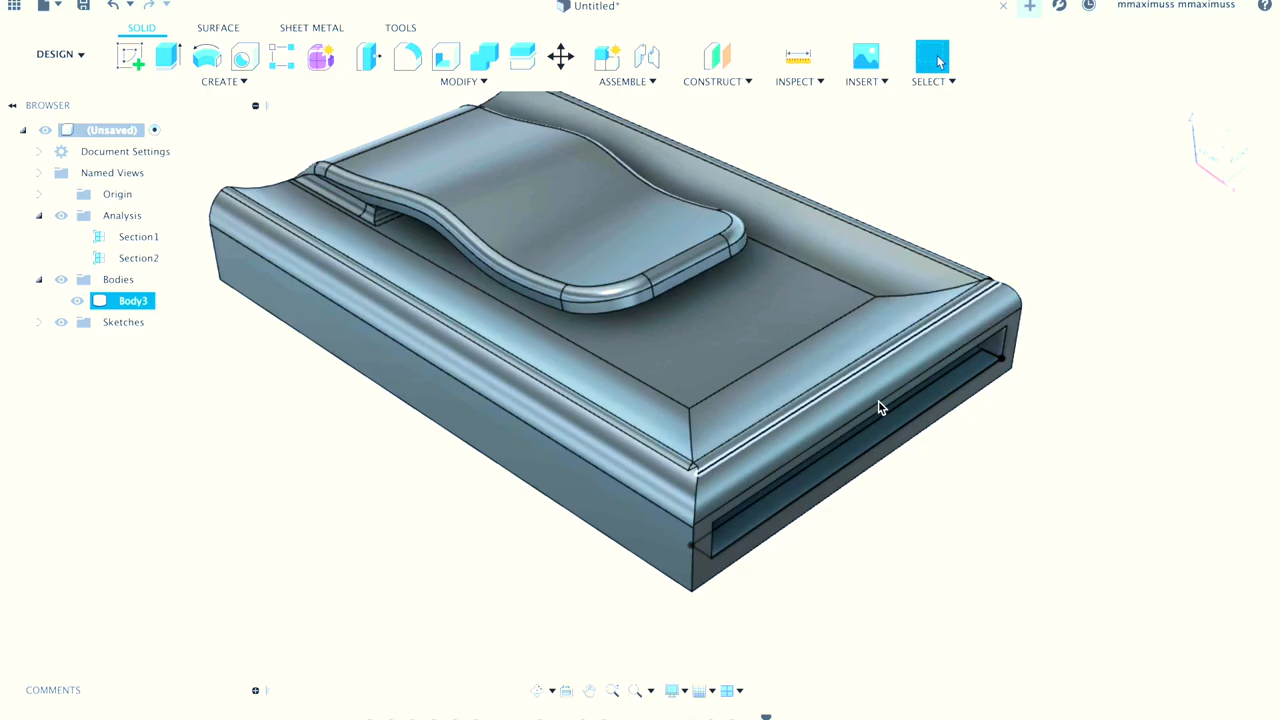 Untitled*
mmaximuss mmaximuss
SOLID SURFACE SHEET METAL TOOLS
DESIGN
CREATE MODIFY ASSEMBLE CONSTRUCT INSPECT INSERT SELECT
BROWSER
(Unsaved)
Document Settings
Named Views
Origin
Analysis
Section1
Section2
Bodies
Body3
Sketches
COMMENTS